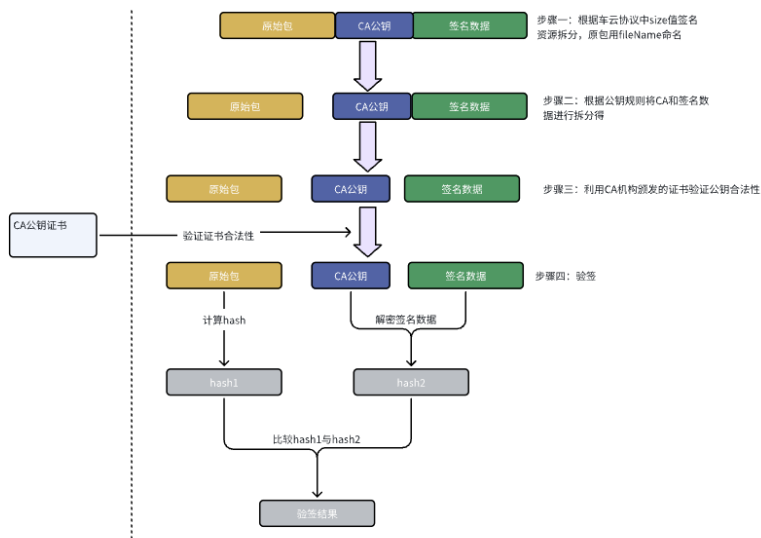 原始包
CA公钥
签名数据
步骤一：根据车云协议中size值签名
资源拆分，原包用fileName命名
原始包
CA公钥
签名数据
步骤二：根据公钥规则将CA和签名数
据进行拆分得
原始包
CA公钥
签名数据
步骤三：利用CA机构颁发的证书验证公钥合法性
CA公钥证书
验证证书合法性
原始包
CA公钥
签名数据
步骤四：验签
计算hash
解密签名数据
hash1
hash2
比较hash1与hash2
验签结果